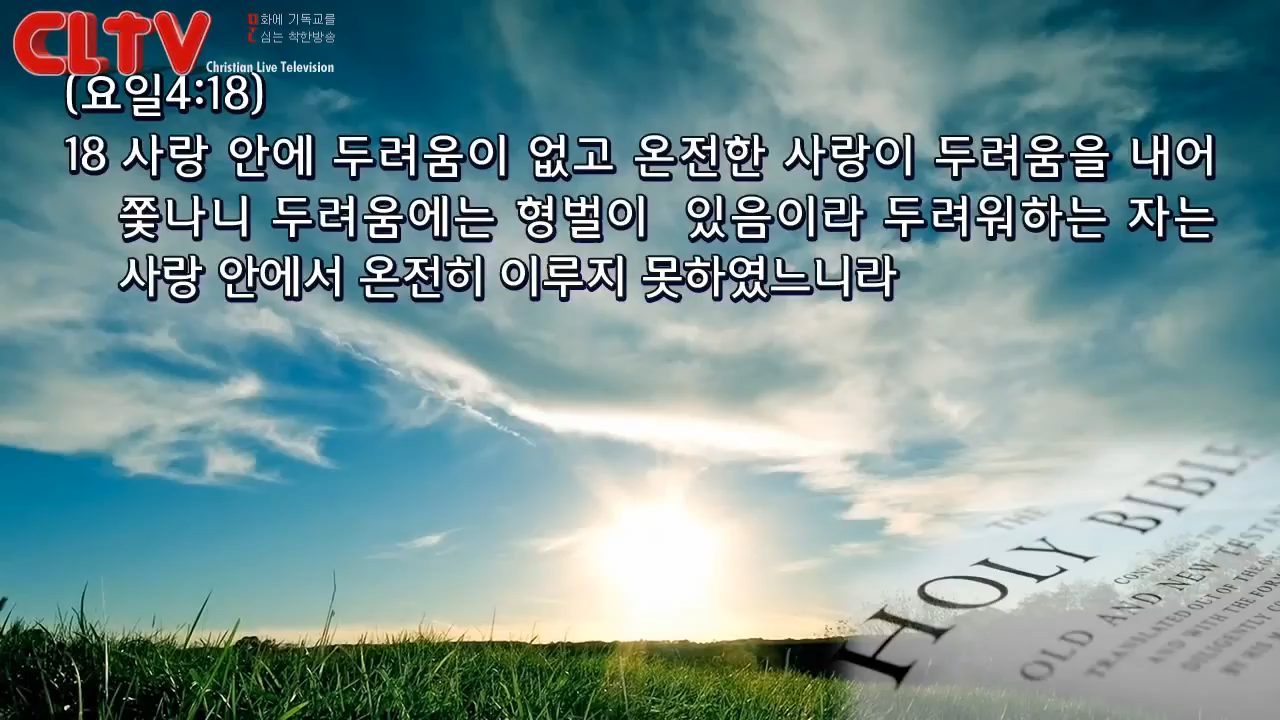 CLTV
문화에 기독교를
심는 착한방송
Christian Live Television
(요일4:18)
18 사랑 안에 두려움이 없고 온전한 사랑이 두려움을 내어
쫓나니 두려움에는 형벌이 있음이라 두려워하는 자는
사랑 안에서 온전히 이루지 못하였느니라
THE
HOLY BIBLE
CONTAINING THE
OLD AND NEW TESTA
TRANSLATED OUT OF THE
AND WITH THE FOR
DILIGENTLY CO
BY HIS M